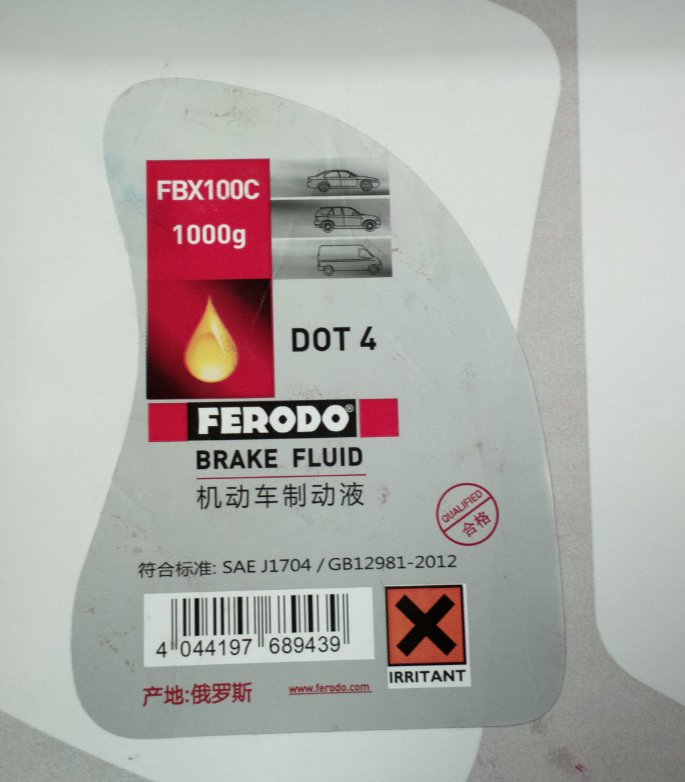 FBX100C
1000g
DOT 4
FERODO®
BRAKE FLUID
机动车制动液
QUALIFIED
合格
符合标准: SAE J1704 / GB12981-2012
4 044197 689439
IRRITANT
产地:俄罗斯
www.ferodo.com